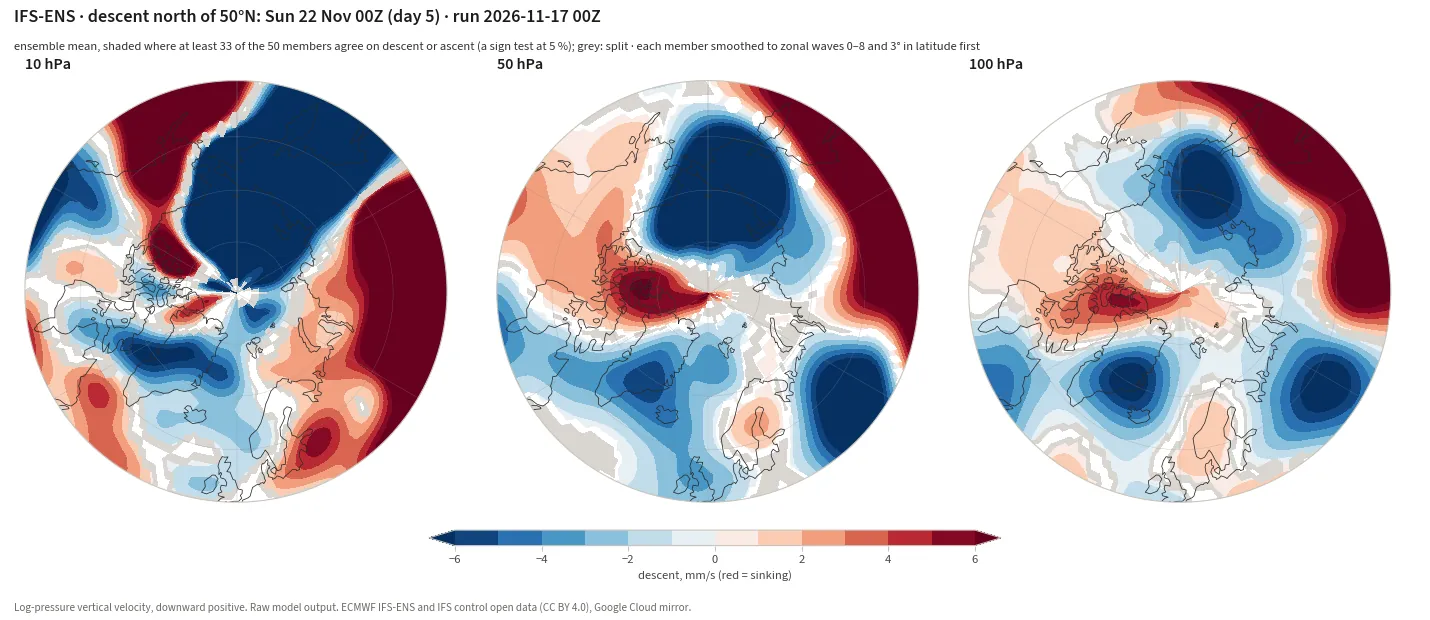 IFS-ENS · descent north of 50°N: Sun 22 Nov 00Z (day 5) · run 2026-11-17 00Z
ensemble mean, shaded where at least 33 of the 50 members agree on descent or ascent (a sign test at 5 %); grey: split · each member smoothed to zonal waves 0–8 and 3° in latitude first
10 hPa
50 hPa
100 hPa
−6 −4 −2 0 2 4 6
descent, mm/s (red = sinking)
Log-pressure vertical velocity, downward positive. Raw model output. ECMWF IFS-ENS and IFS control open data (CC BY 4.0), Google Cloud mirror.